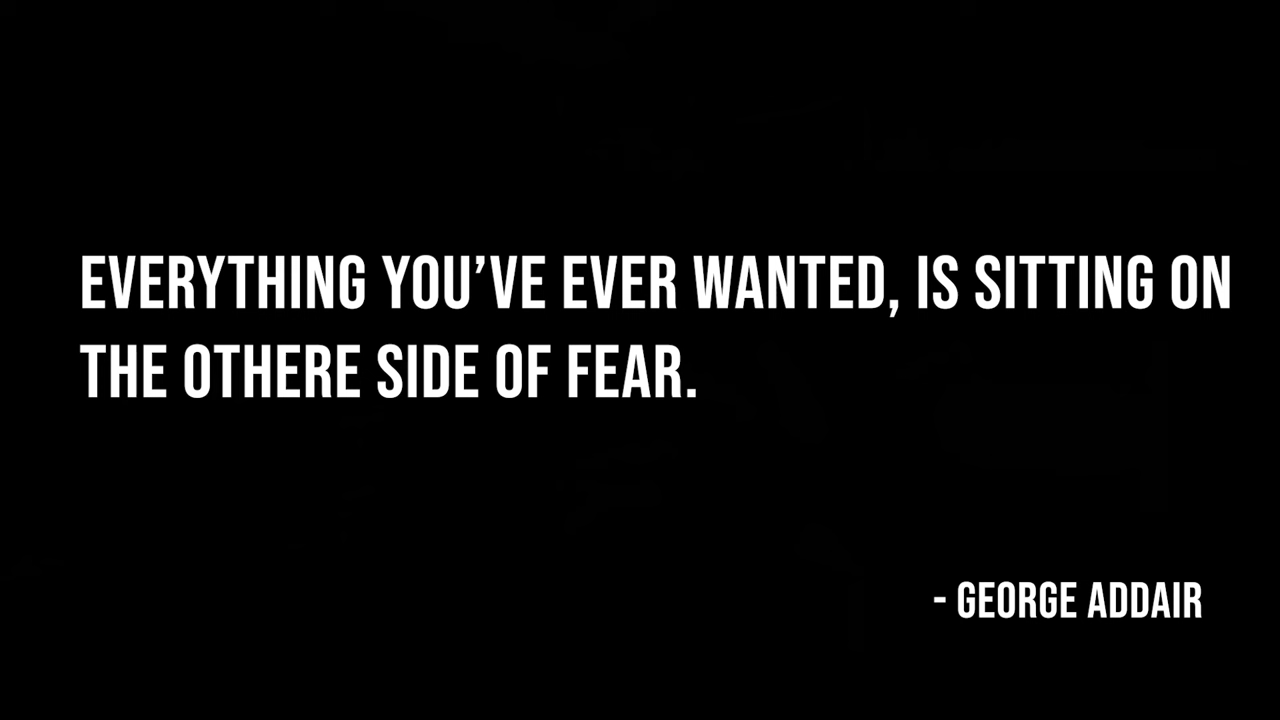 EVERYTHING YOU’VE EVER WANTED, IS SITTING ON
THE OTHERE SIDE OF FEAR.
- GEORGE ADDAIR